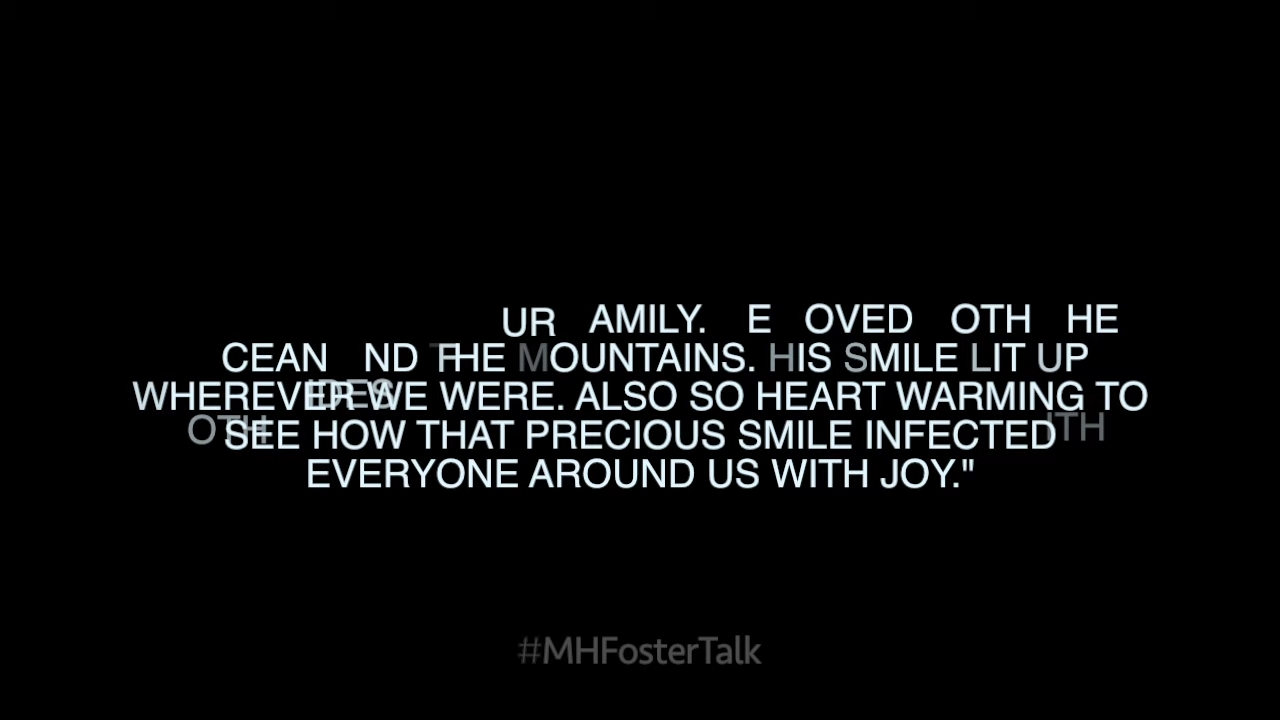 UR AMILY. E OVED OTH HE
CEAN ND THE MOUNTAINS. HIS SMILE LIT UP
WHEREVER WE WERE. ALSO SO HEART WARMING TO
SEE HOW THAT PRECIOUS SMILE INFECTED
EVERYONE AROUND US WITH JOY."
#MHFosterTalk